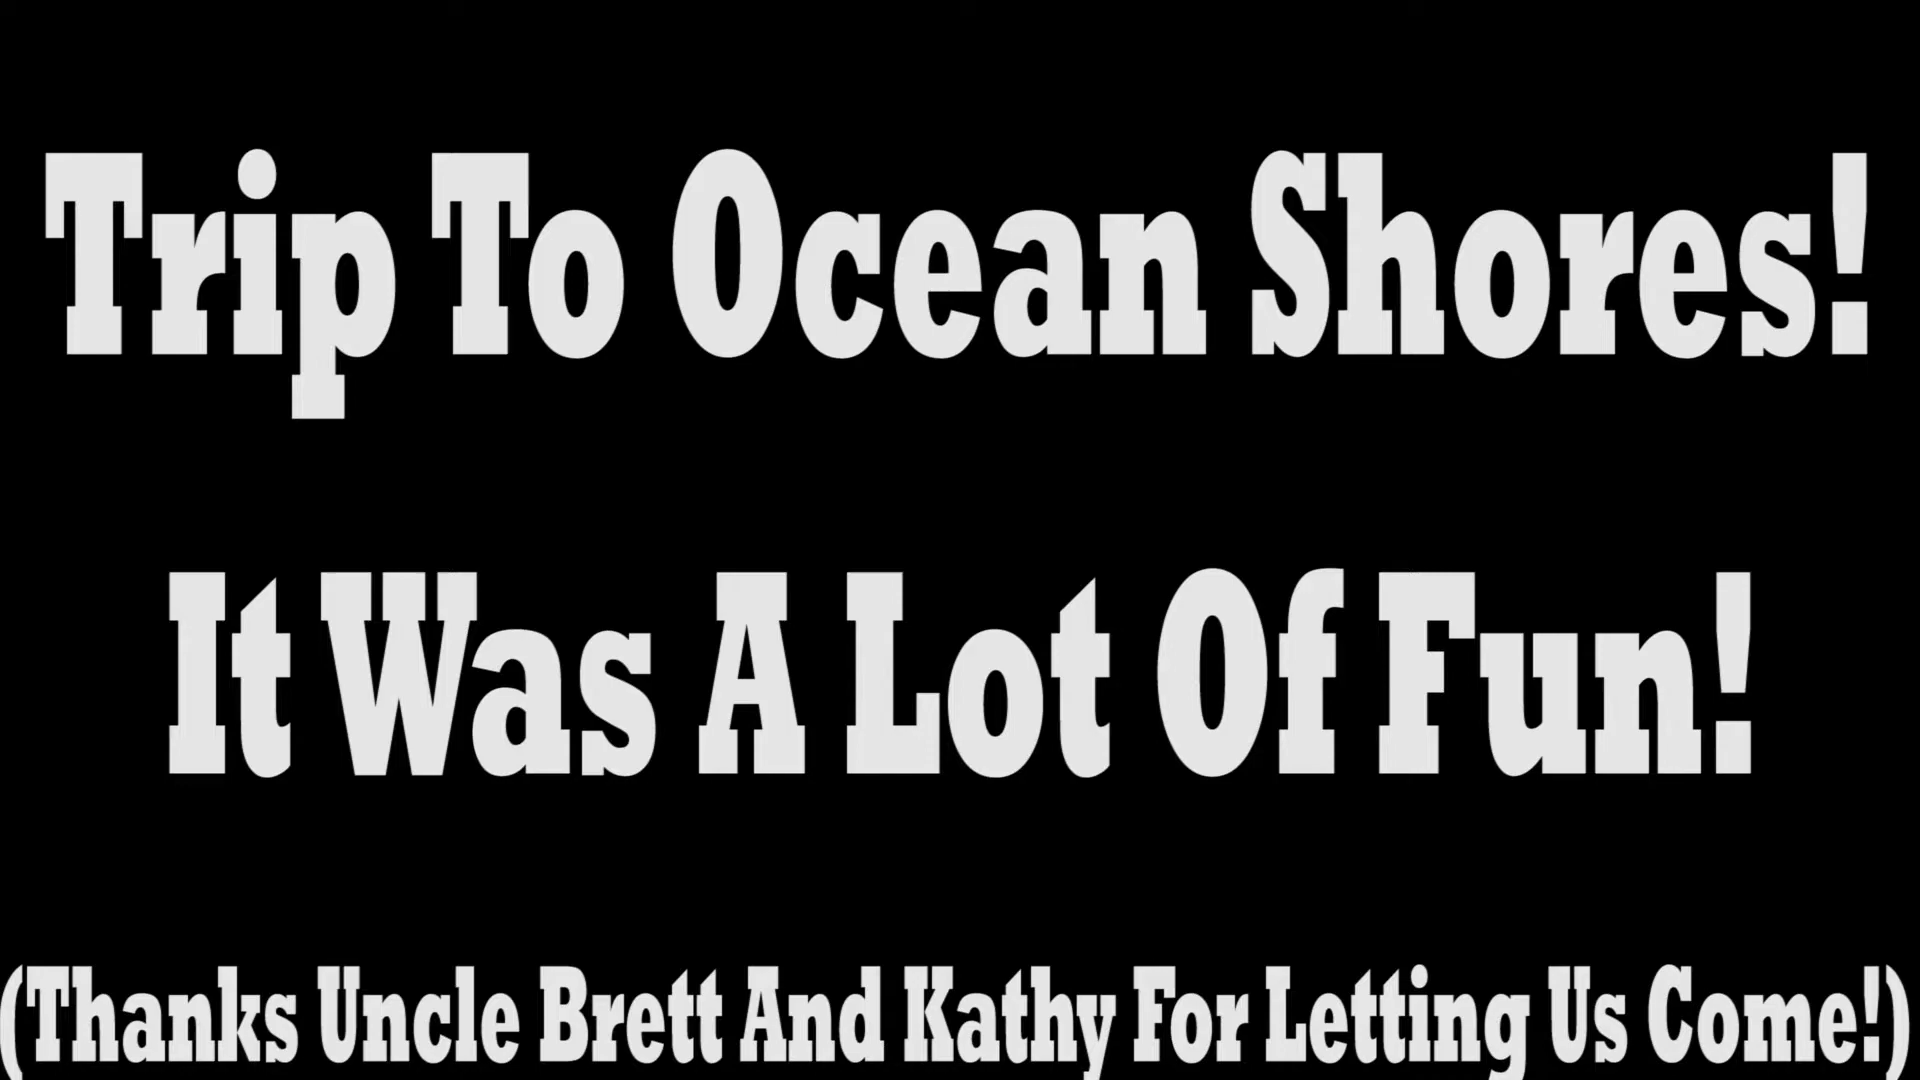 Trip To Ocean Shores!
It Was A Lot Of Fun!
(Thanks Uncle Brett And Kathy For Letting Us Come!)